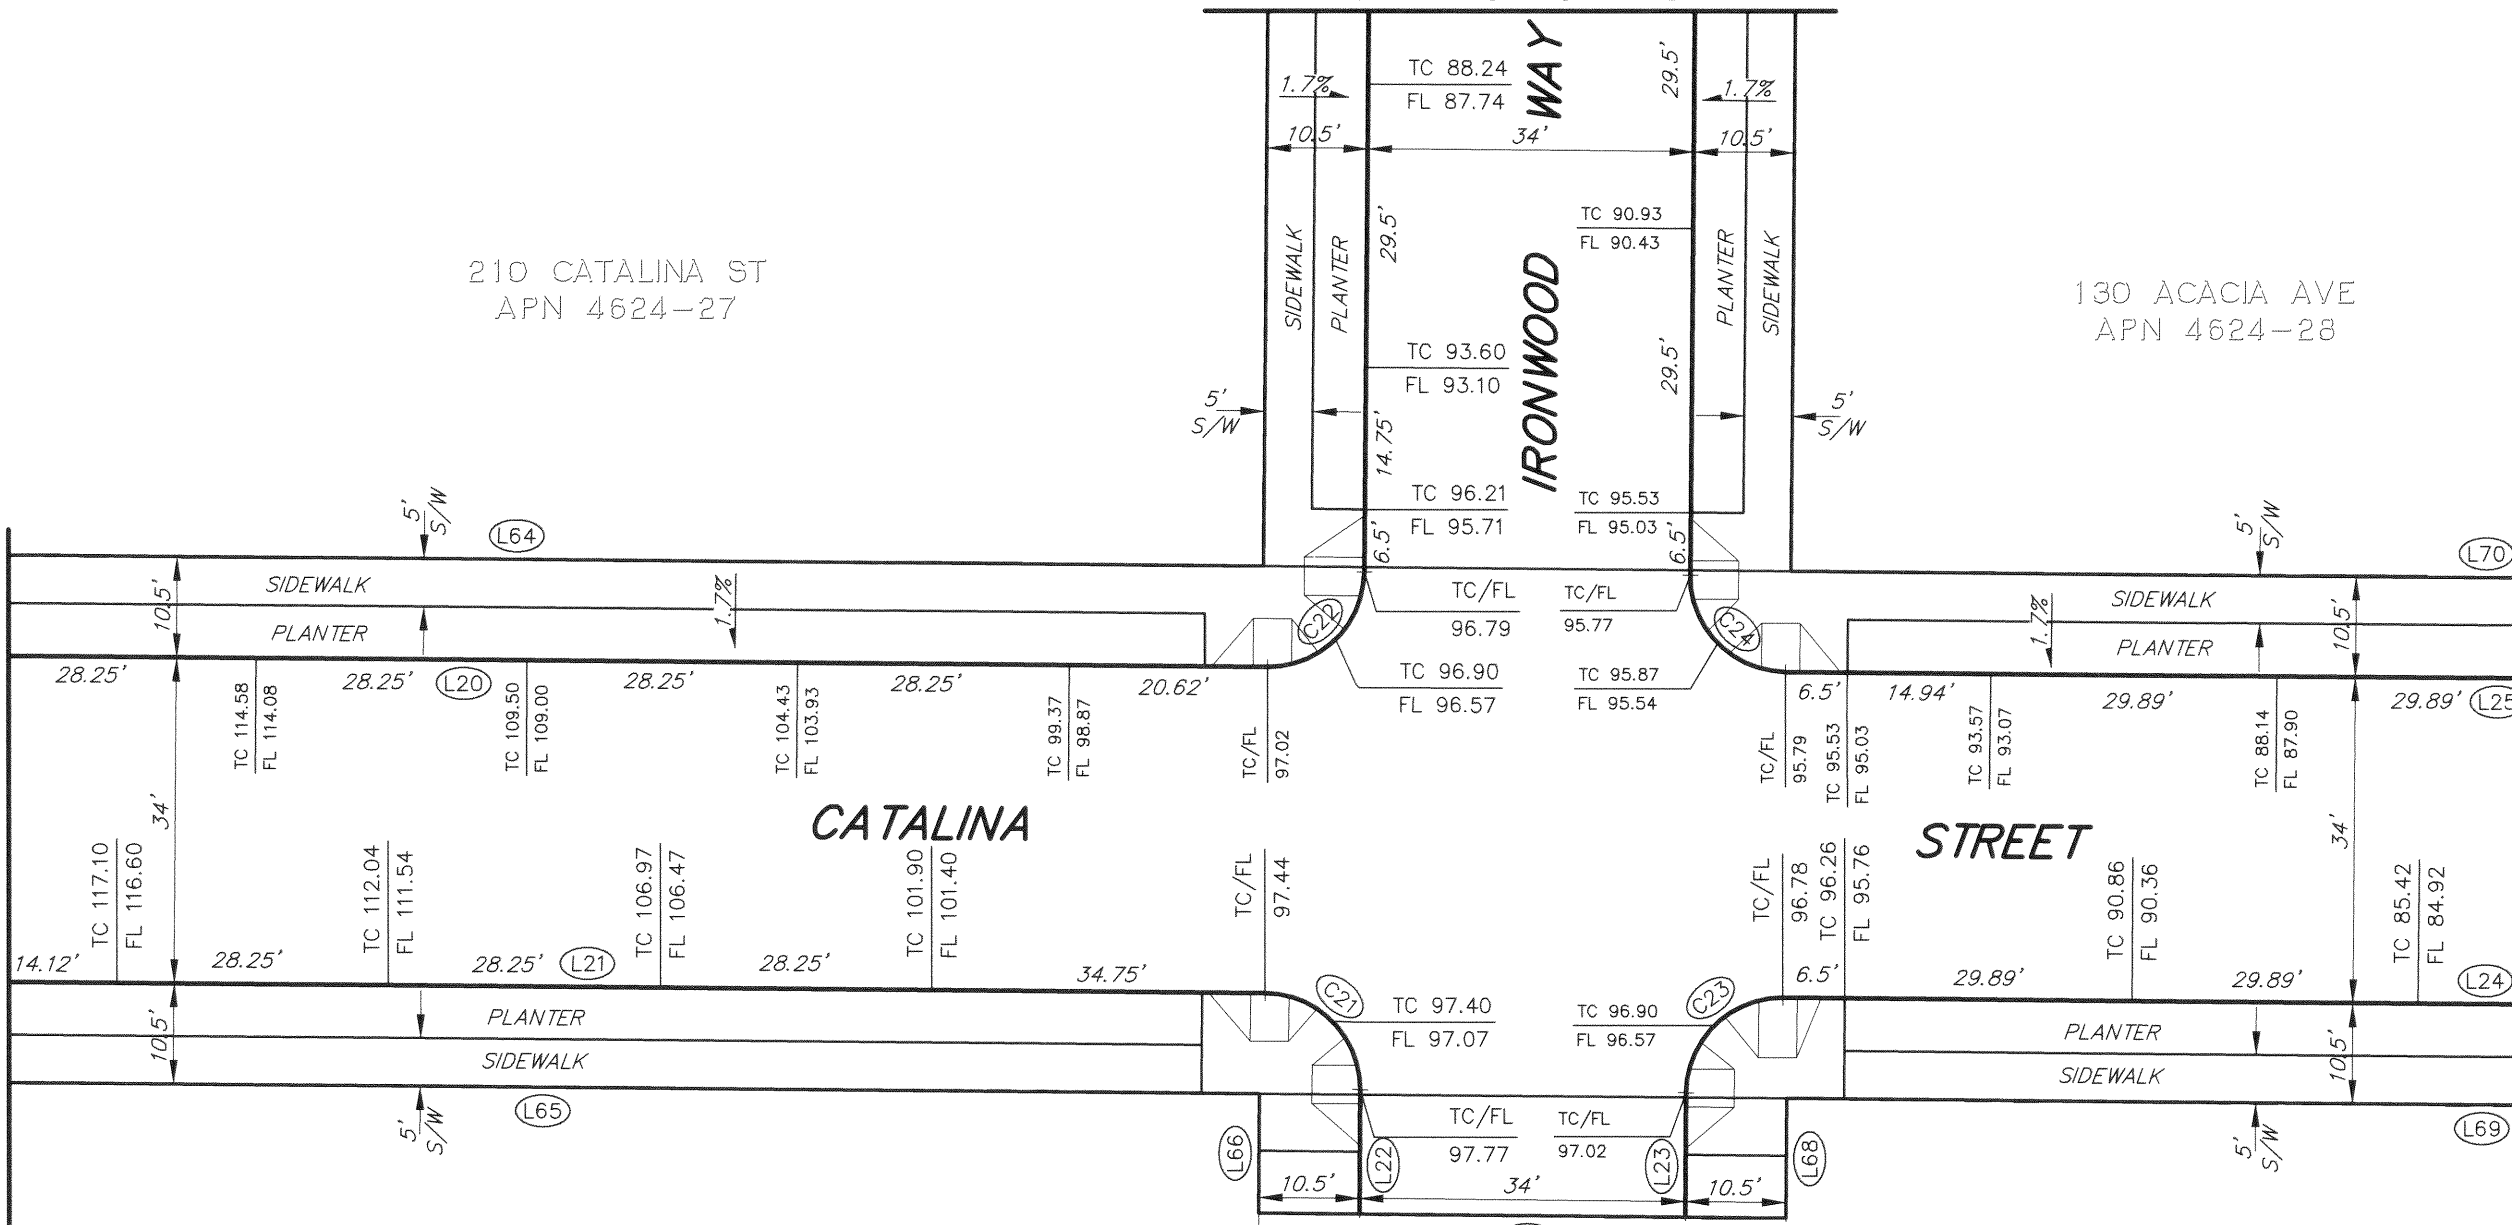 WAY
TC 88.24
FL 87.74
1.7%
29.5'
1.7%
10.5'
34'
10.5'
TC 90.93
FL 90.43
29.5'
SIDEWALK
PLANTER
IRONWOOD
PLANTER
SIDEWALK
210 CATALINA ST
APN 4624-27
130 ACACIA AVE
APN 4624-28
TC 93.60
FL 93.10
29.5'
5'
S/W
14.75'
5'
S/W
TC 96.21
FL 95.71
TC 95.53
FL 95.03
6.5'
6.5'
5'
S/W
L64
5'
S/W
L70
10.5'
SIDEWALK
PLANTER
1.7%
C22
TC/FL
96.79
TC/FL
95.77
C24
1.7%
SIDEWALK
PLANTER
10.5'
28.25'
28.25'
L20
28.25'
28.25'
20.62'
TC 96.90
FL 96.57
TC 95.87
FL 95.54
6.5'
14.94'
29.89'
29.89'
L25
TC 114.58
FL 114.08
TC 109.50
FL 109.00
TC 104.43
FL 103.93
TC 99.37
FL 98.87
TC/FL
97.02
TC/FL
95.79
TC 95.53
FL 95.03
TC 93.57
FL 93.07
TC 88.14
FL 87.90
34'
CATALINA
STREET
34'
TC 117.10
FL 116.60
TC 112.04
FL 111.54
TC 106.97
FL 106.47
TC 101.90
FL 101.40
TC/FL
97.44
TC/FL
96.78
TC 96.26
FL 95.76
TC 90.86
FL 90.36
TC 85.42
FL 84.92
14.12'
28.25'
28.25'
L21
28.25'
34.75'
6.5'
29.89'
29.89'
L24
10.5'
PLANTER
SIDEWALK
C21
TC 97.40
FL 97.07
TC 96.90
FL 96.57
C23
PLANTER
SIDEWALK
10.5'
L65
5'
S/W
L66
L22
TC/FL
97.77
TC/FL
97.02
L23
L68
5'
S/W
L69
10.5'
34'
10.5'